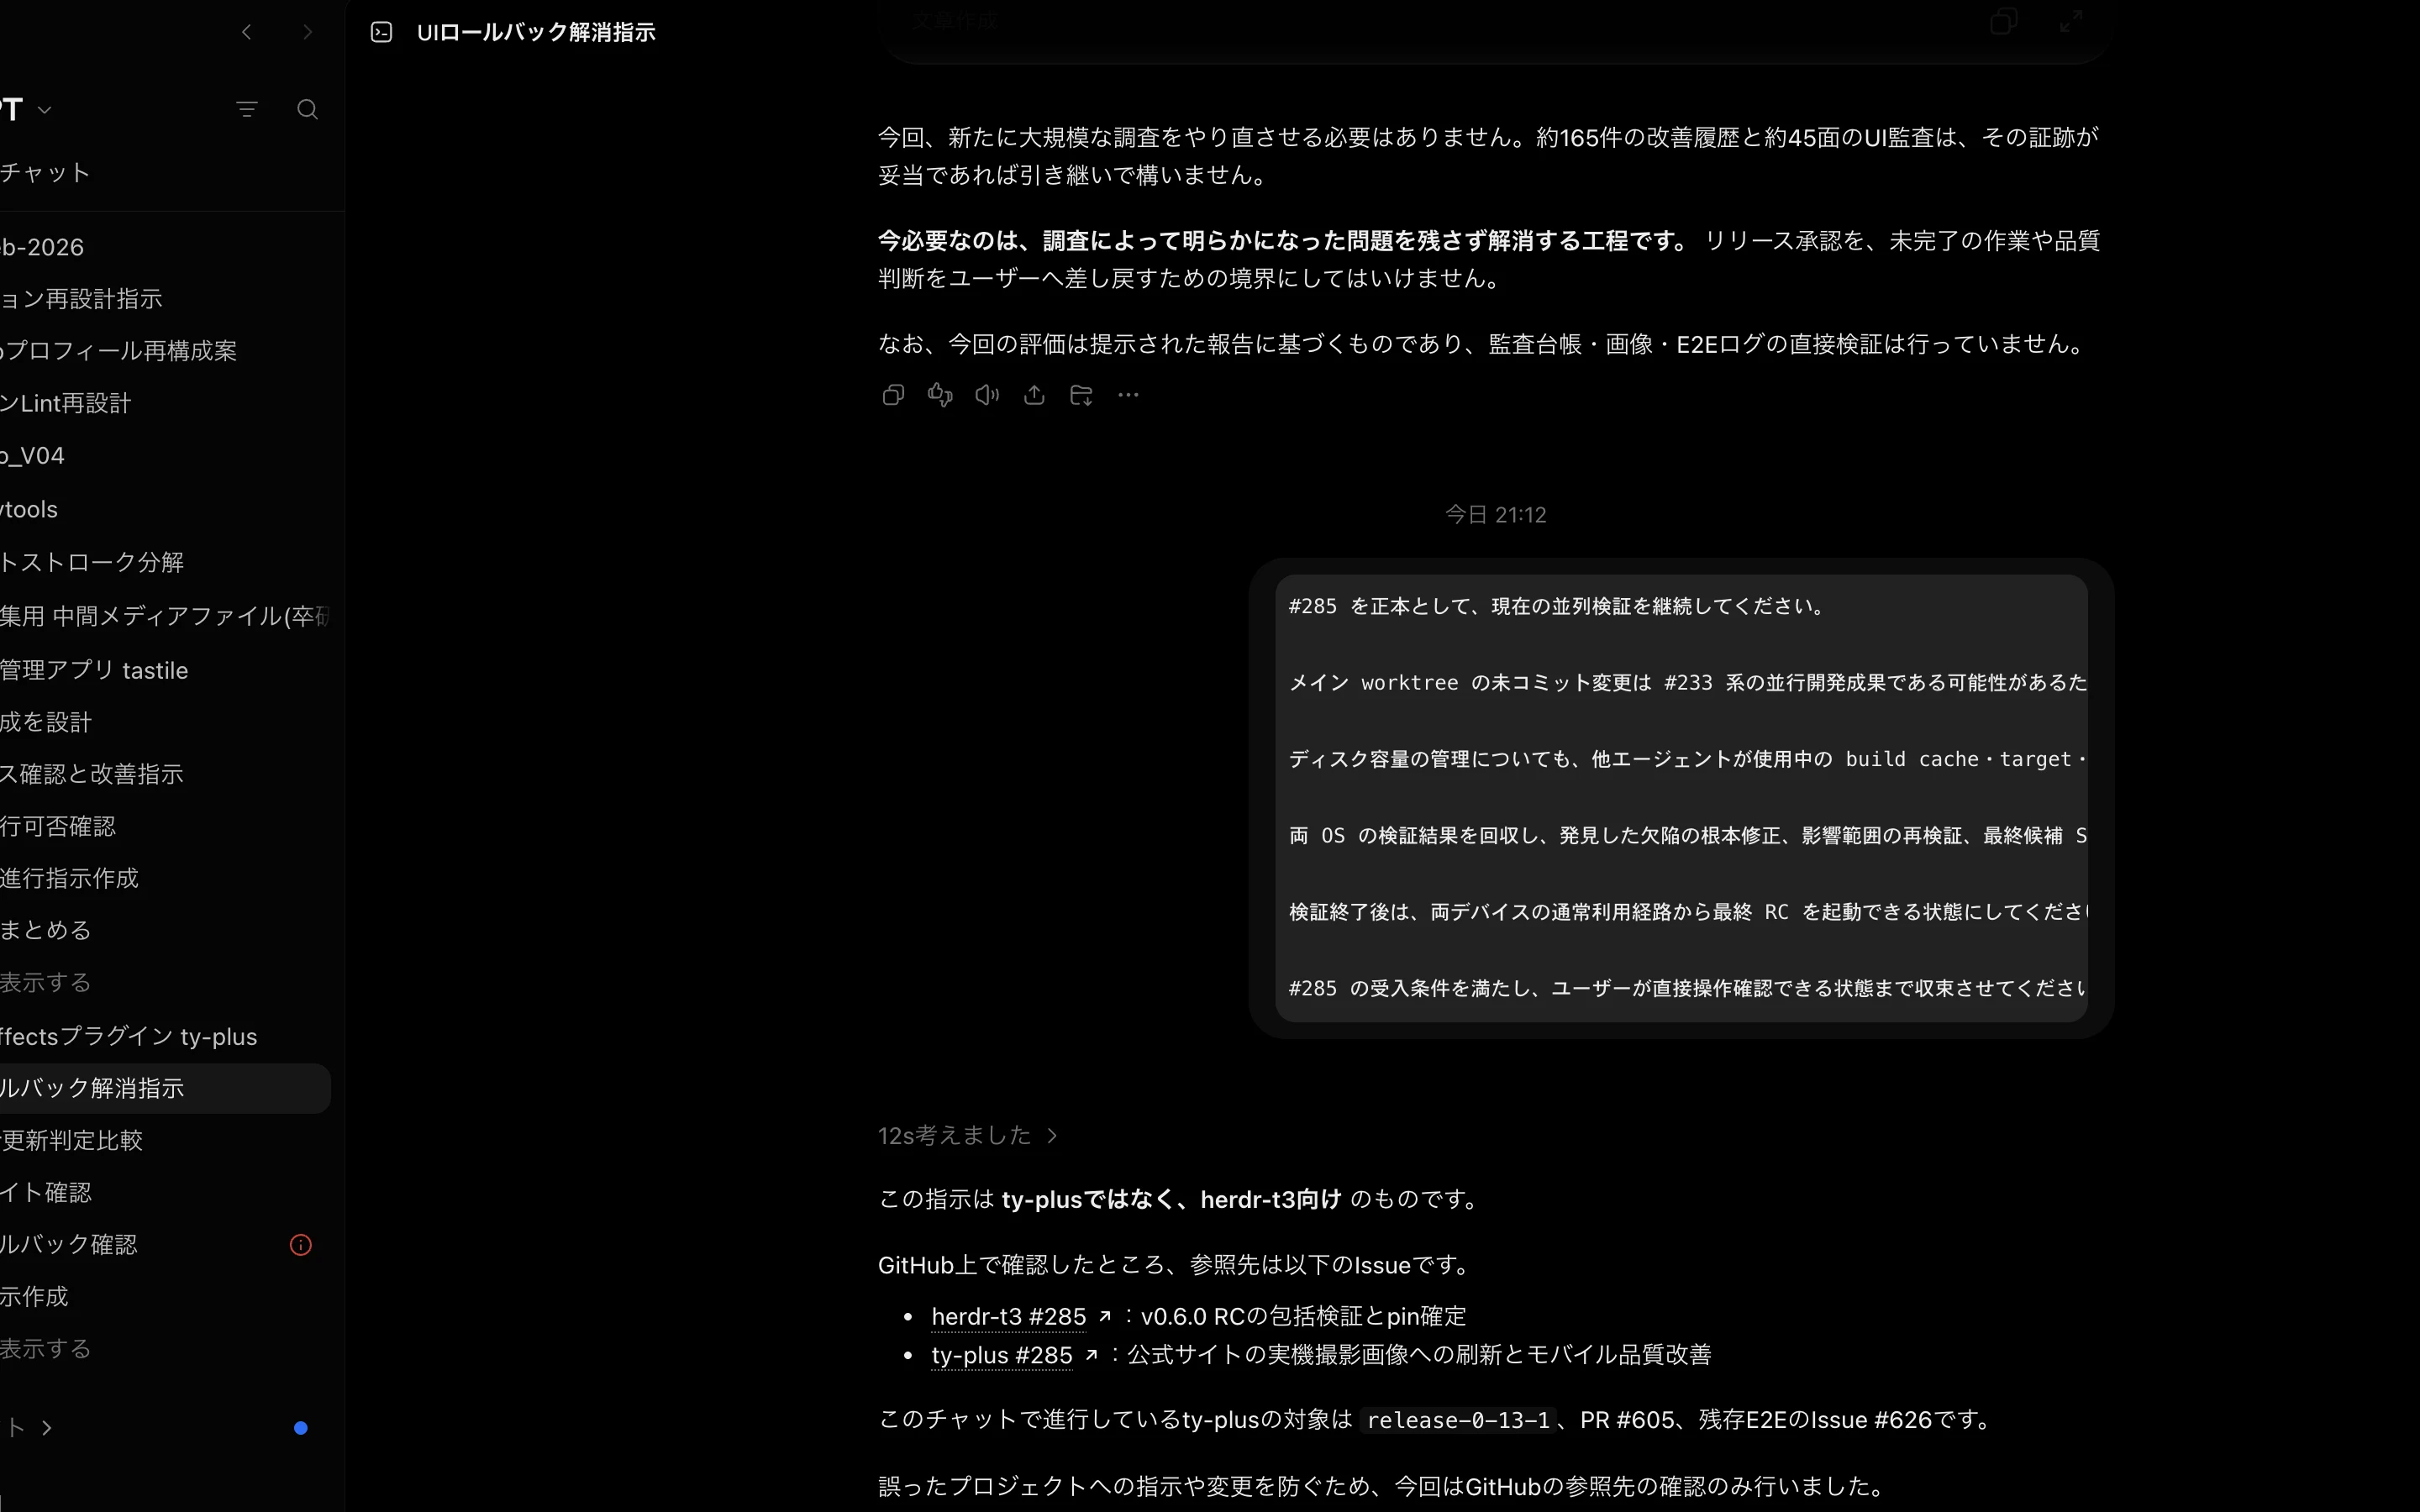 UIロールバック解消指示
文章作成
PT
チャット
eb-2026
ョン再設計指示
プロフィール再構成案
ンLint再設計
o_V04
ytools
トストローク分解
集用 中間メディアファイル(卒研
管理アプリ tastile
成を設計
ス確認と改善指示
行可否確認
進行指示作成
まとめる
表示する
ffectsプラグイン ty-plus
ルバック解消指示
更新判定比較
イト確認
ルバック確認
示作成
表示する
ト
今回、新たに大規模な調査をやり直させる必要はありません。約165件の改善履歴と約45面のUI監査は、その証跡が
妥当であれば引き継いで構いません。
今必要なのは、調査によって明らかになった問題を残さず解消する工程です。 リリース承認を、未完了の作業や品質
判断をユーザーへ差し戻すための境界にしてはいけません。
なお、今回の評価は提示された報告に基づくものであり、監査台帳・画像・E2Eログの直接検証は行っていません。
今日 21:12
#285 を正本として、現在の並列検証を継続してください。
メイン worktree の未コミット変更は #233 系の並行開発成果である可能性があるた
ディスク容量の管理についても、他エージェントが使用中の build cache・target・
両 OS の検証結果を回収し、発見した欠陥の根本修正、影響範囲の再検証、最終候補 S
検証終了後は、両デバイスの通常利用経路から最終 RC を起動できる状態にしてくださ
#285 の受入条件を満たし、ユーザーが直接操作確認できる状態まで収束させてくださ
12s考えました
この指示は ty-plusではなく、herdr-t3向け のものです。
GitHub上で確認したところ、参照先は以下のIssueです。
• herdr-t3 #285 ↗：v0.6.0 RCの包括検証とpin確定
• ty-plus #285 ↗：公式サイトの実機撮影画像への刷新とモバイル品質改善
このチャットで進行しているty-plusの対象は release-0-13-1、PR #605、残存E2EのIssue #626です。
誤ったプロジェクトへの指示や変更を防ぐため、今回はGitHubの参照先の確認のみ行いました。